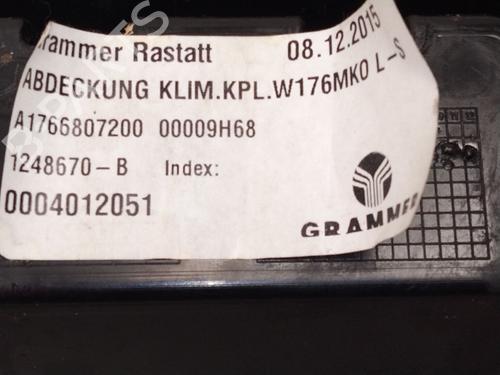 Grammer Rastatt 08.12.2015
ABDECKUNG KLIM.KPL.W176MKO L-S
A1766807200 00009H68
1248670-B Index:
0004012051
GRAMMER